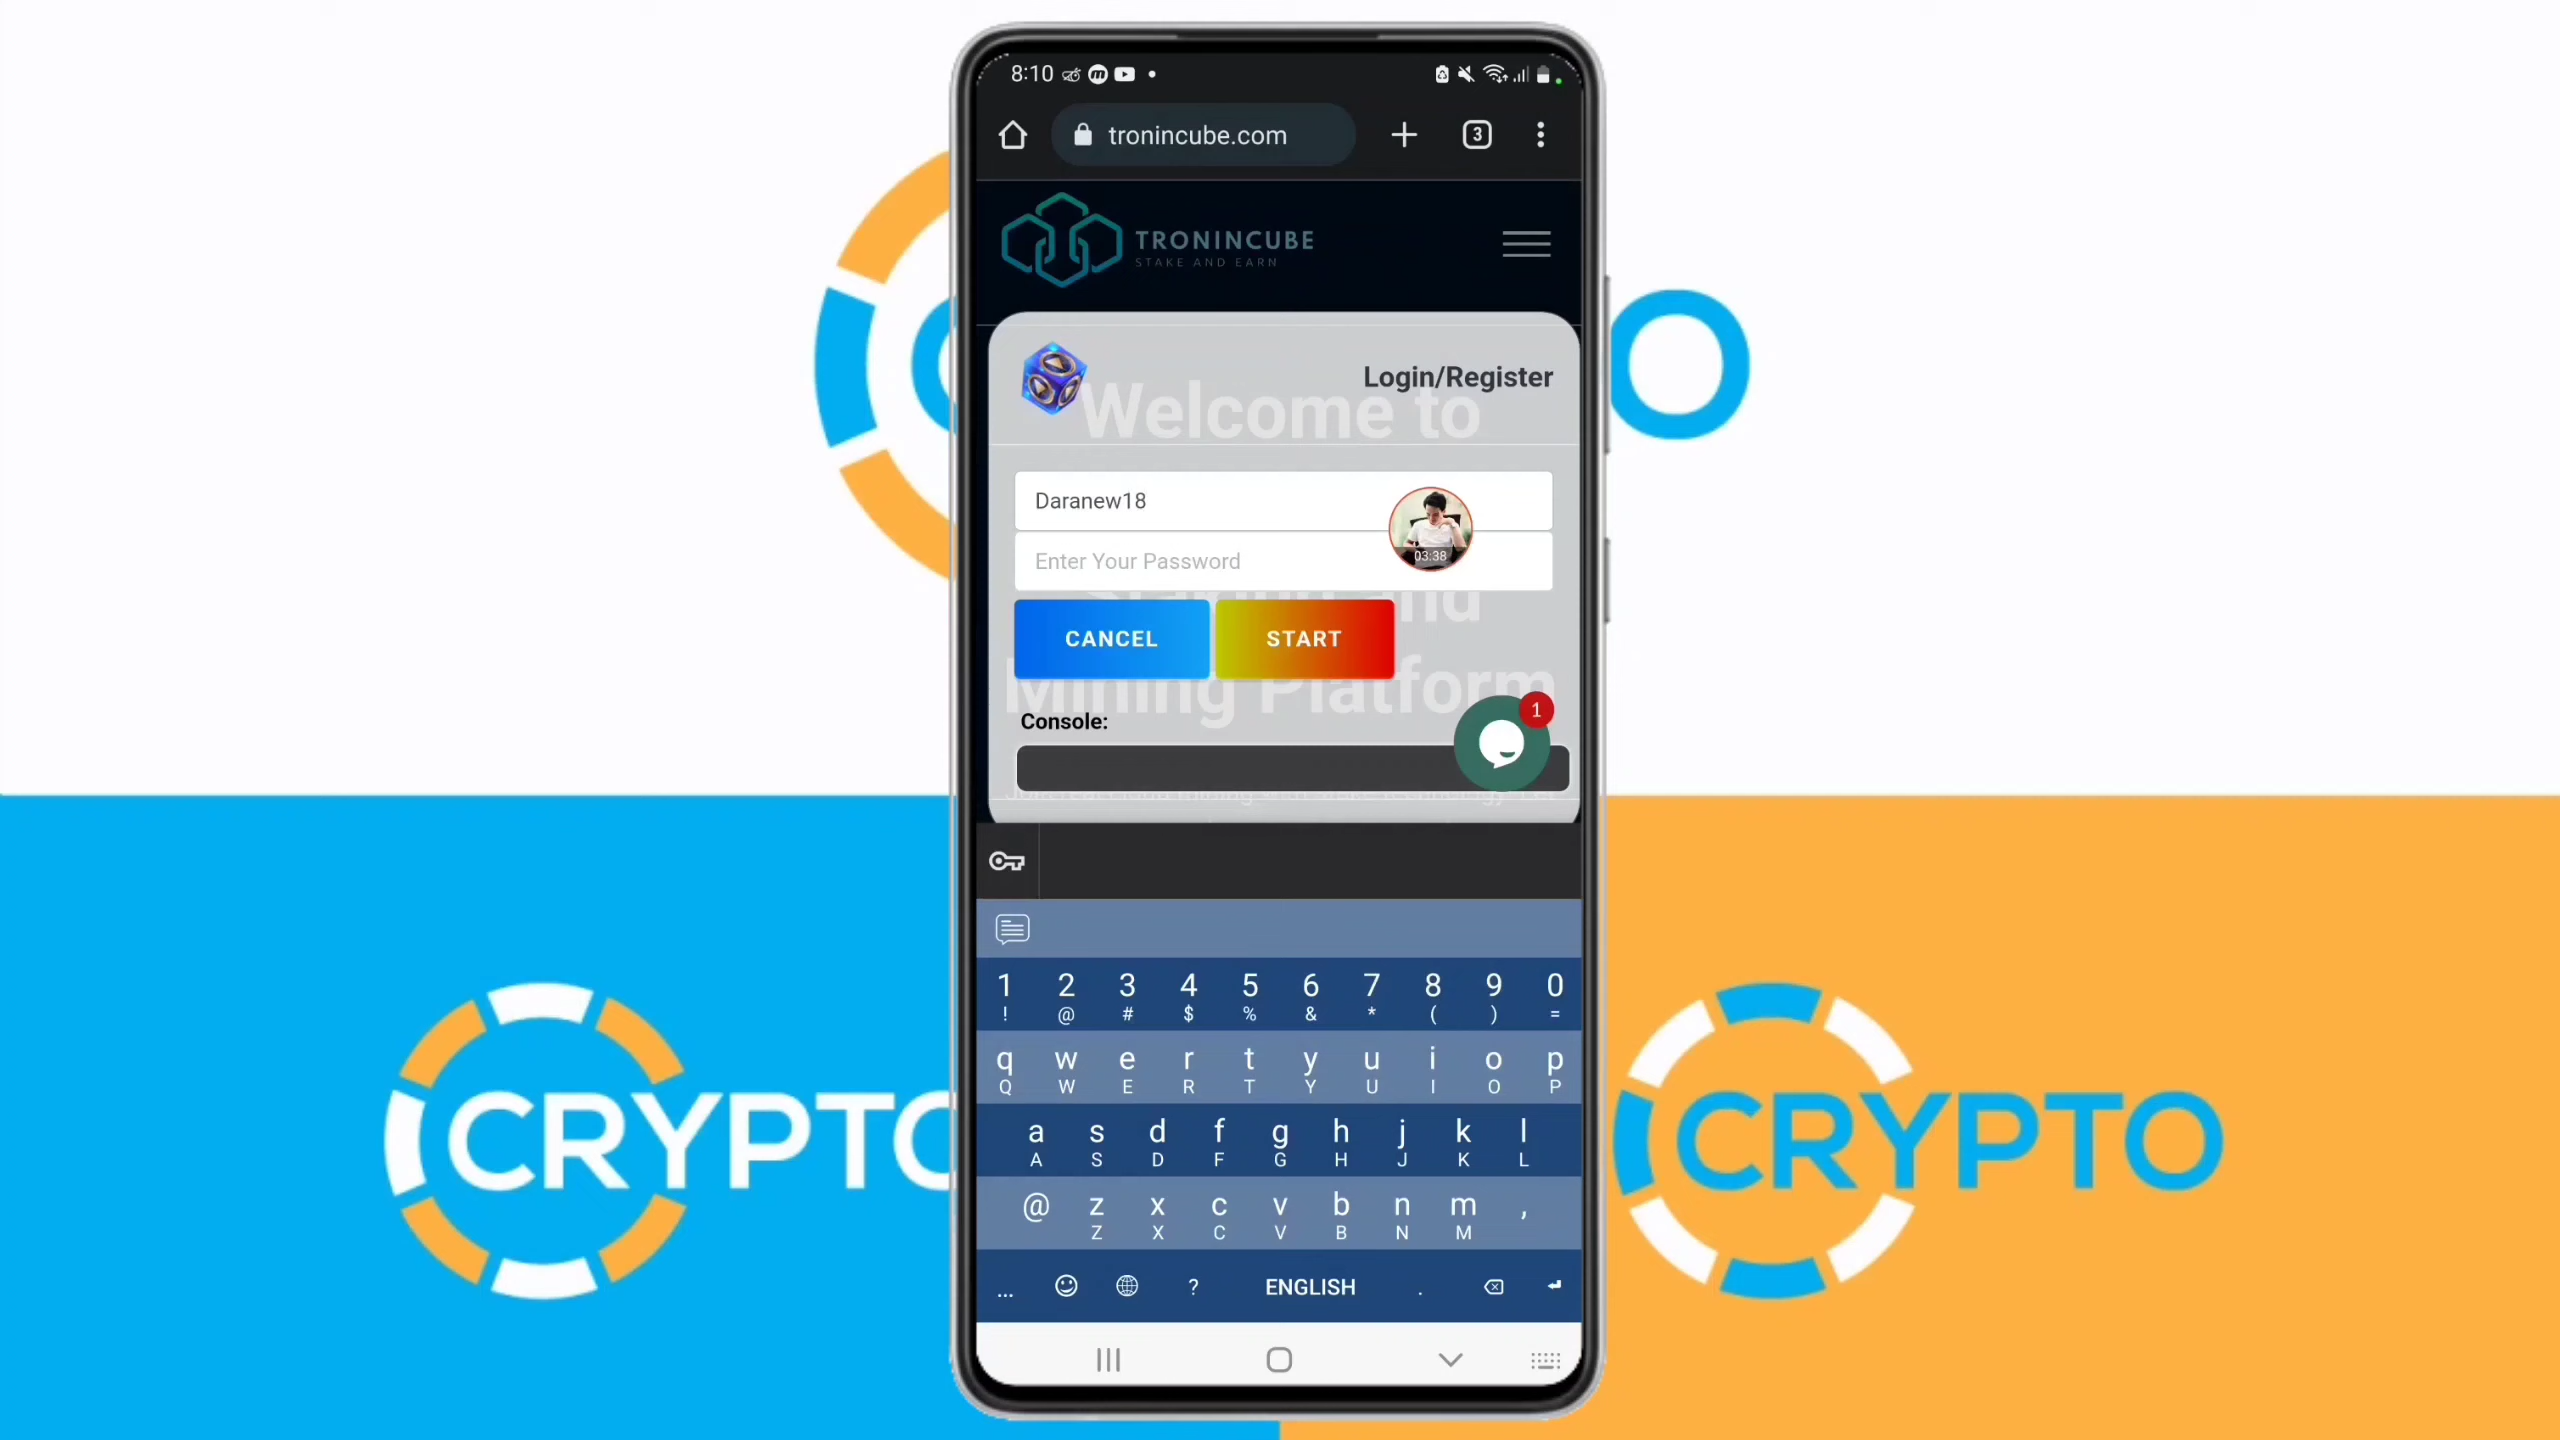 8:10
tronincube.com
3
TRONINCUBE
STAKE AND EARN
Login/Register
Welcome to
Daranew18
03:38
Enter Your Password
Staking and
CANCEL
START
Mining Platform
1
Console:
1 2 3 4 5 6 7 8 9 0
! @ # $ % & * ( ) =
q w e r t y u i o p
Q W E R T Y U I O P
a s d f g h j k l
A S D F G H J K L
@ z x c v b n m ,
Z X C V B N M
... ? ENGLISH .
CRYPTO
CRYPTO